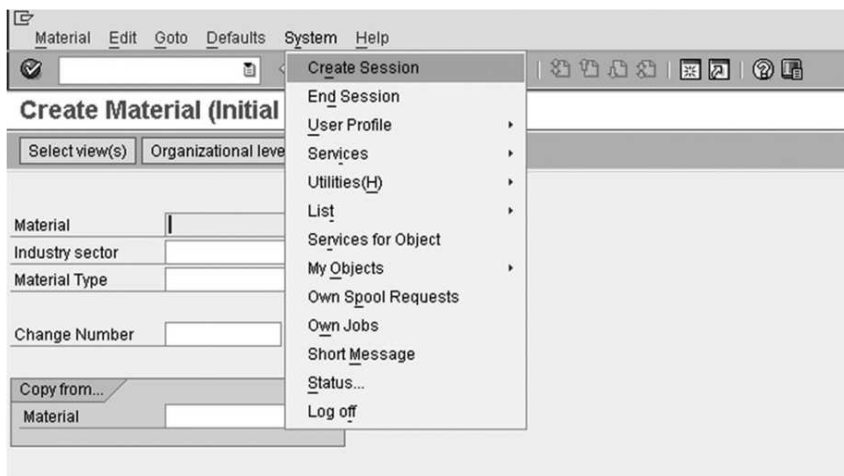 Material Edit Goto Defaults System Help
Create Material (Initial
Select view(s) Organizational leve
Material
Industry sector
Material Type
Change Number
Copy from...
Material
Create Session
End Session
User Profile
Services
Utilities(H)
List
Services for Object
My Objects
Own Spool Requests
Own Jobs
Short Message
Status...
Log off